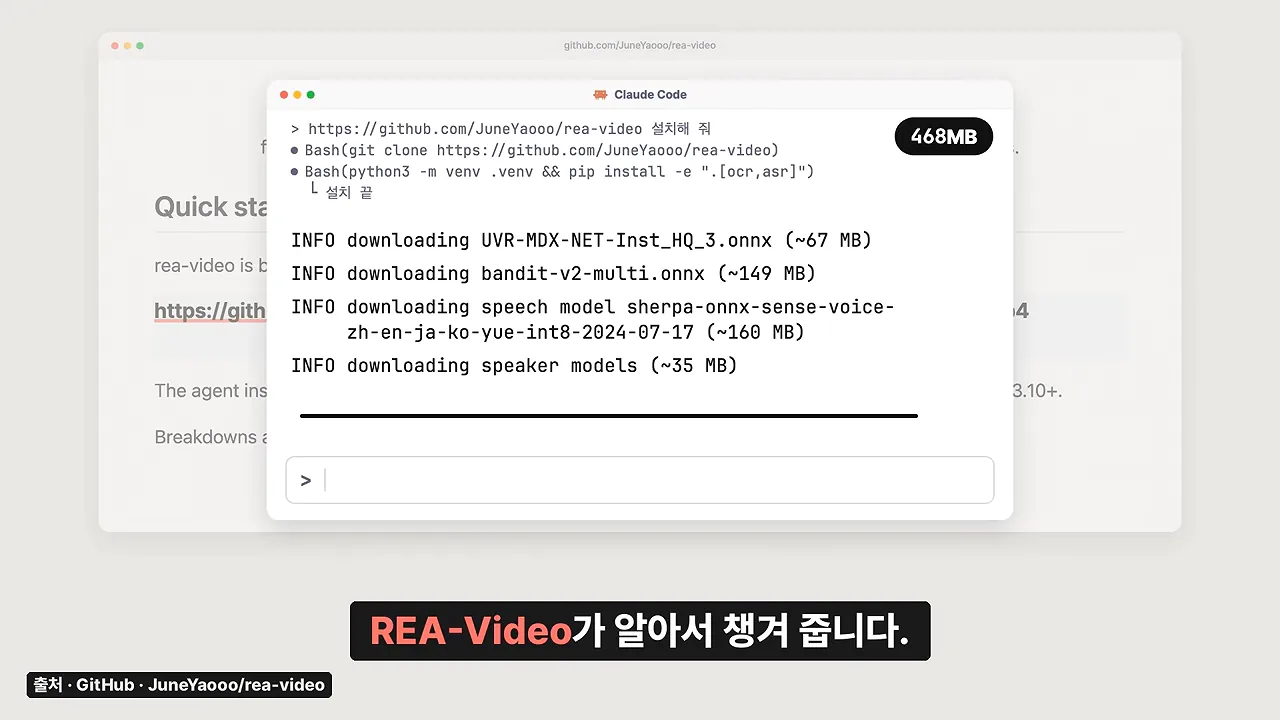 github.com/JuneYaooo/rea-video
Claude Code
> https://github.com/JuneYaooo/rea-video 설치해 줘
468MB
● Bash(git clone https://github.com/JuneYaooo/rea-video)
● Bash(python3 -m venv .venv && pip install -e ".[ocr,asr]")
└ 설치 끝
Quick sta
INFO downloading UVR-MDX-NET-Inst_HQ_3.onnx (~67 MB)
rea-video is b
INFO downloading bandit-v2-multi.onnx (~149 MB)
https://gith
INFO downloading speech model sherpa-onnx-sense-voice-
zh-en-ja-ko-yue-int8-2024-07-17 (~160 MB)
INFO downloading speaker models (~35 MB)
The agent ins
3.10+.
Breakdowns a
>
REA-Video가 알아서 챙겨 줍니다.
출처 · GitHub · JuneYaooo/rea-video